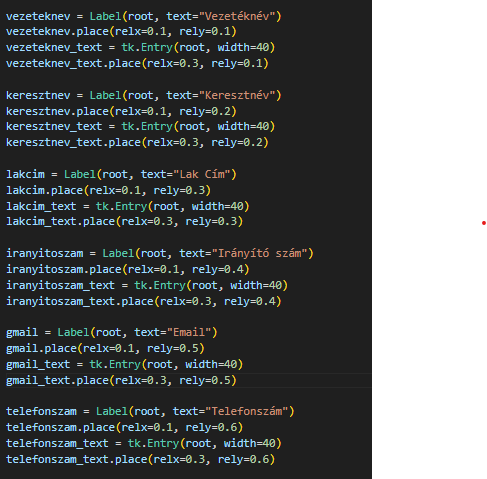 vezeteknev = Label(root, text="Vezetéknév")
vezeteknev.place(relx=0.1, rely=0.1)
vezeteknev_text = tk.Entry(root, width=40)
vezeteknev_text.place(relx=0.3, rely=0.1)

keresztnev = Label(root, text="Keresztnév")
keresztnev.place(relx=0.1, rely=0.2)
keresztnev_text = tk.Entry(root, width=40)
keresztnev_text.place(relx=0.3, rely=0.2)

lakcim = Label(root, text="Lak Cím")
lakcim.place(relx=0.1, rely=0.3)
lakcim_text = tk.Entry(root, width=40)
lakcim_text.place(relx=0.3, rely=0.3)

iranyitoszam = Label(root, text="Irányító szám")
iranyitoszam.place(relx=0.1, rely=0.4)
iranyitoszam_text = tk.Entry(root, width=40)
iranyitoszam_text.place(relx=0.3, rely=0.4)

gmail = Label(root, text="Email")
gmail.place(relx=0.1, rely=0.5)
gmail_text = tk.Entry(root, width=40)
gmail_text.place(relx=0.3, rely=0.5)

telefonszam = Label(root, text="Telefonszám")
telefonszam.place(relx=0.1, rely=0.6)
telefonszam_text = tk.Entry(root, width=40)
telefonszam_text.place(relx=0.3, rely=0.6)